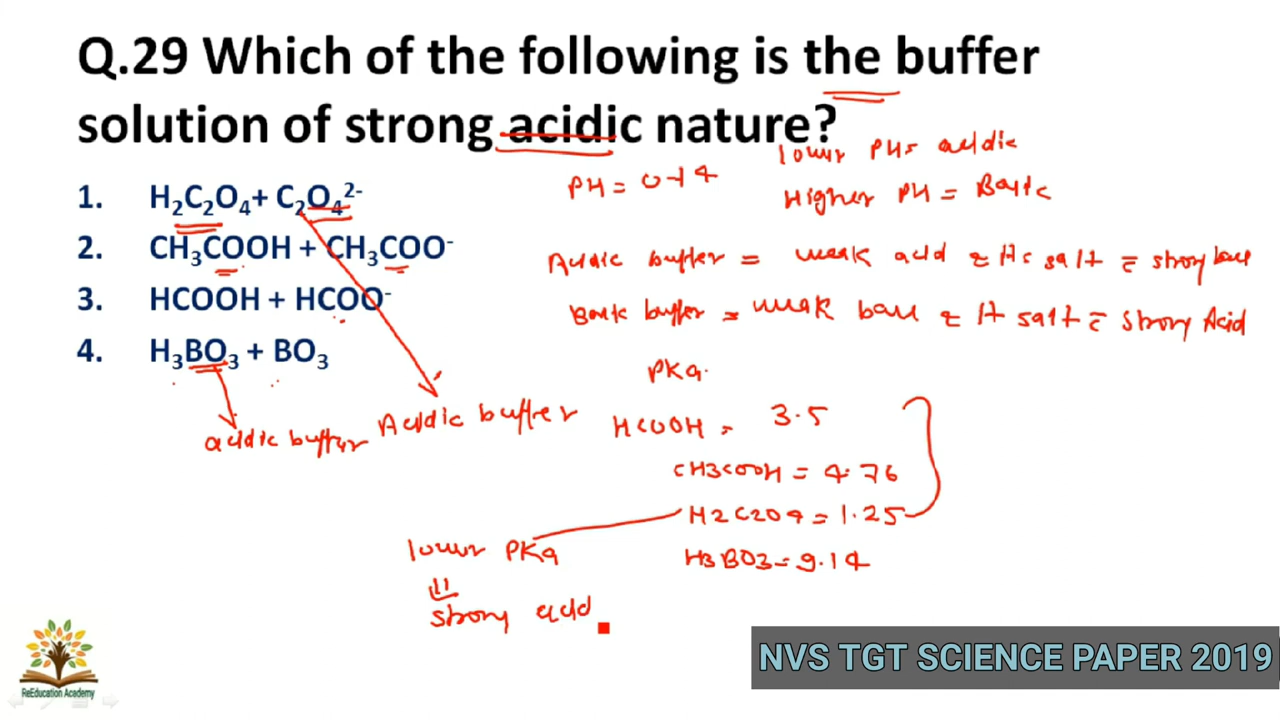 Q.29 Which of the following is the buffer
solution of strong acidic nature?
lower PH= acidic
PH = 0-14
Higher PH = Basic
1. H₂C₂O₄+ C₂O₄²⁻
2. CH₃COOH + CH₃COO⁻
Acidic buffer = weak acid & Its salt c̄ strong base
3. HCOOH + HCOO⁻
Basic buffer = weak base & It salt c̄ strong Acid
4. H₃BO₃ + BO₃
PKa
acidic buffer
Acidic buffer
HCOOH = 3.5
CH3COOH = 4.76
H2C2O4 = 1.25
lower PKa
H3BO3 = 9.14
strong acid
ReEducation Academy
NVS TGT SCIENCE PAPER 2019